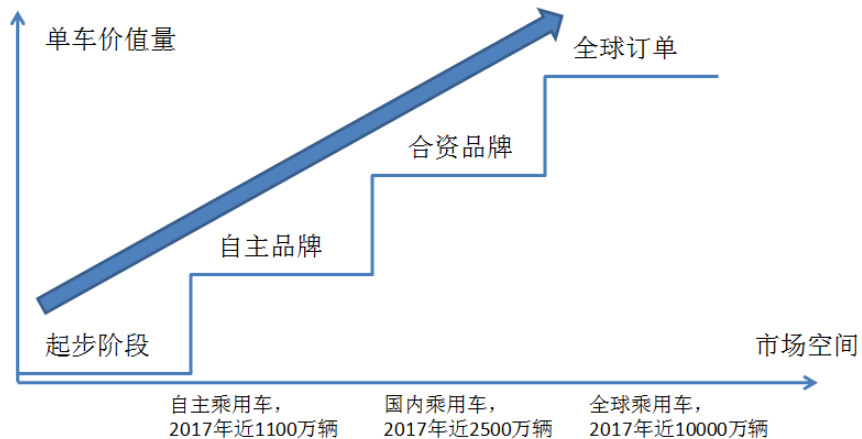 单车价值量
全球订单
合资品牌
自主品牌
起步阶段
市场空间
自主乘用车，
2017年近1100万辆
国内乘用车，
2017年近2500万辆
全球乘用车，
2017年近10000万辆